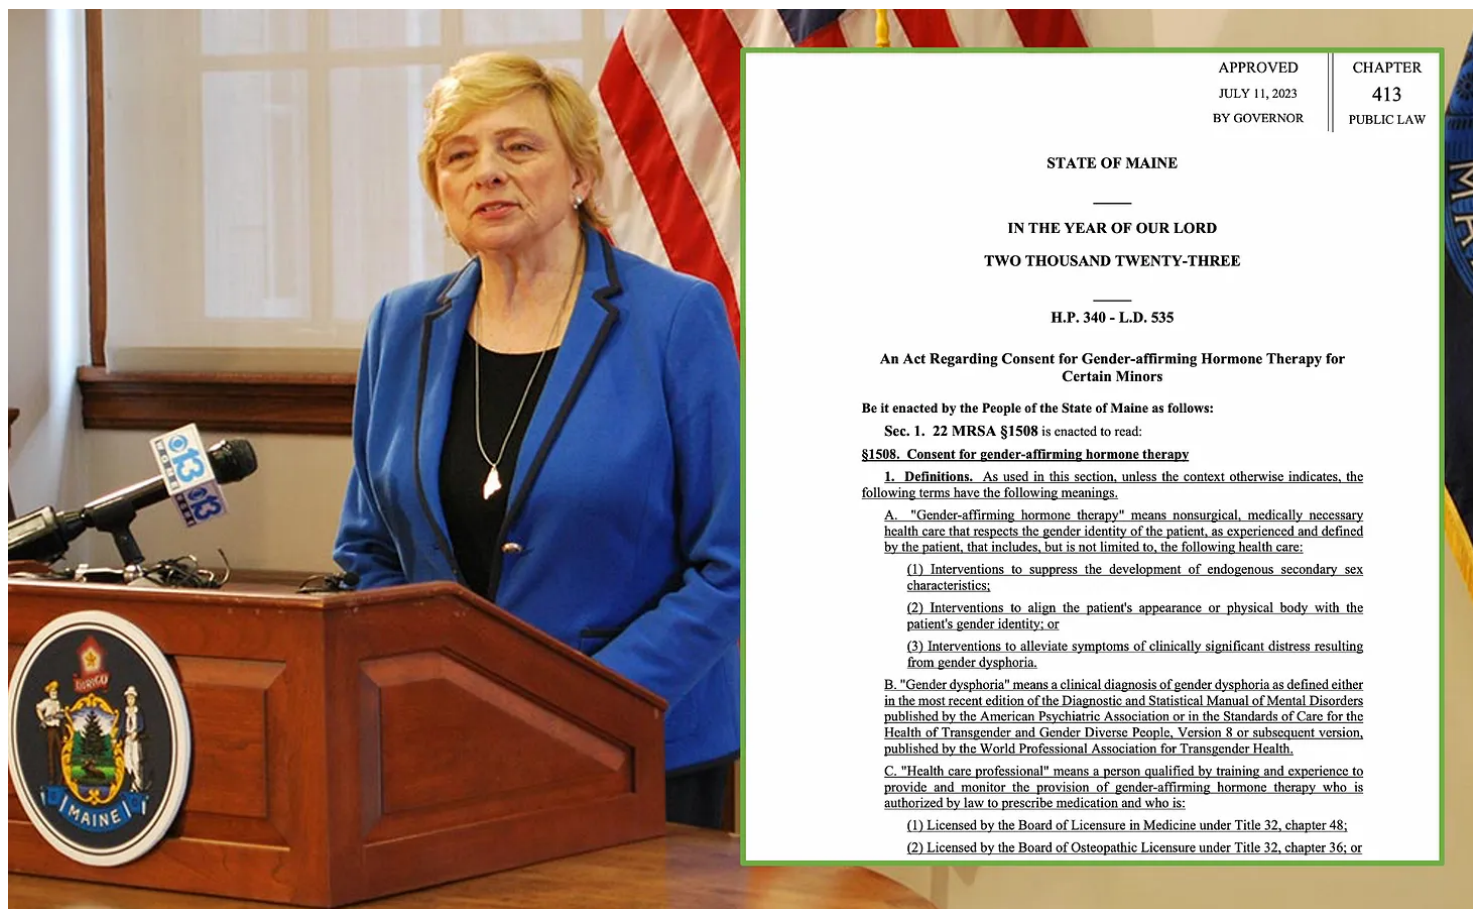 13
WGME
13
DIRIGO
MAINE
MA
APPROVED
JULY 11, 2023
BY GOVERNOR
CHAPTER
413
PUBLIC LAW
STATE OF MAINE
IN THE YEAR OF OUR LORD
TWO THOUSAND TWENTY-THREE
H.P. 340 - L.D. 535
An Act Regarding Consent for Gender-affirming Hormone Therapy for
Certain Minors
Be it enacted by the People of the State of Maine as follows:
Sec. 1. 22 MRSA §1508 is enacted to read:
§1508. Consent for gender-affirming hormone therapy
1. Definitions. As used in this section, unless the context otherwise indicates, the
following terms have the following meanings.
A. "Gender-affirming hormone therapy" means nonsurgical, medically necessary
health care that respects the gender identity of the patient, as experienced and defined
by the patient, that includes, but is not limited to, the following health care:
(1) Interventions to suppress the development of endogenous secondary sex
characteristics;
(2) Interventions to align the patient's appearance or physical body with the
patient's gender identity; or
(3) Interventions to alleviate symptoms of clinically significant distress resulting
from gender dysphoria.
B. "Gender dysphoria" means a clinical diagnosis of gender dysphoria as defined either
in the most recent edition of the Diagnostic and Statistical Manual of Mental Disorders
published by the American Psychiatric Association or in the Standards of Care for the
Health of Transgender and Gender Diverse People, Version 8 or subsequent version,
published by the World Professional Association for Transgender Health.
C. "Health care professional" means a person qualified by training and experience to
provide and monitor the provision of gender-affirming hormone therapy who is
authorized by law to prescribe medication and who is:
(1) Licensed by the Board of Licensure in Medicine under Title 32, chapter 48;
(2) Licensed by the Board of Osteopathic Licensure under Title 32, chapter 36; or